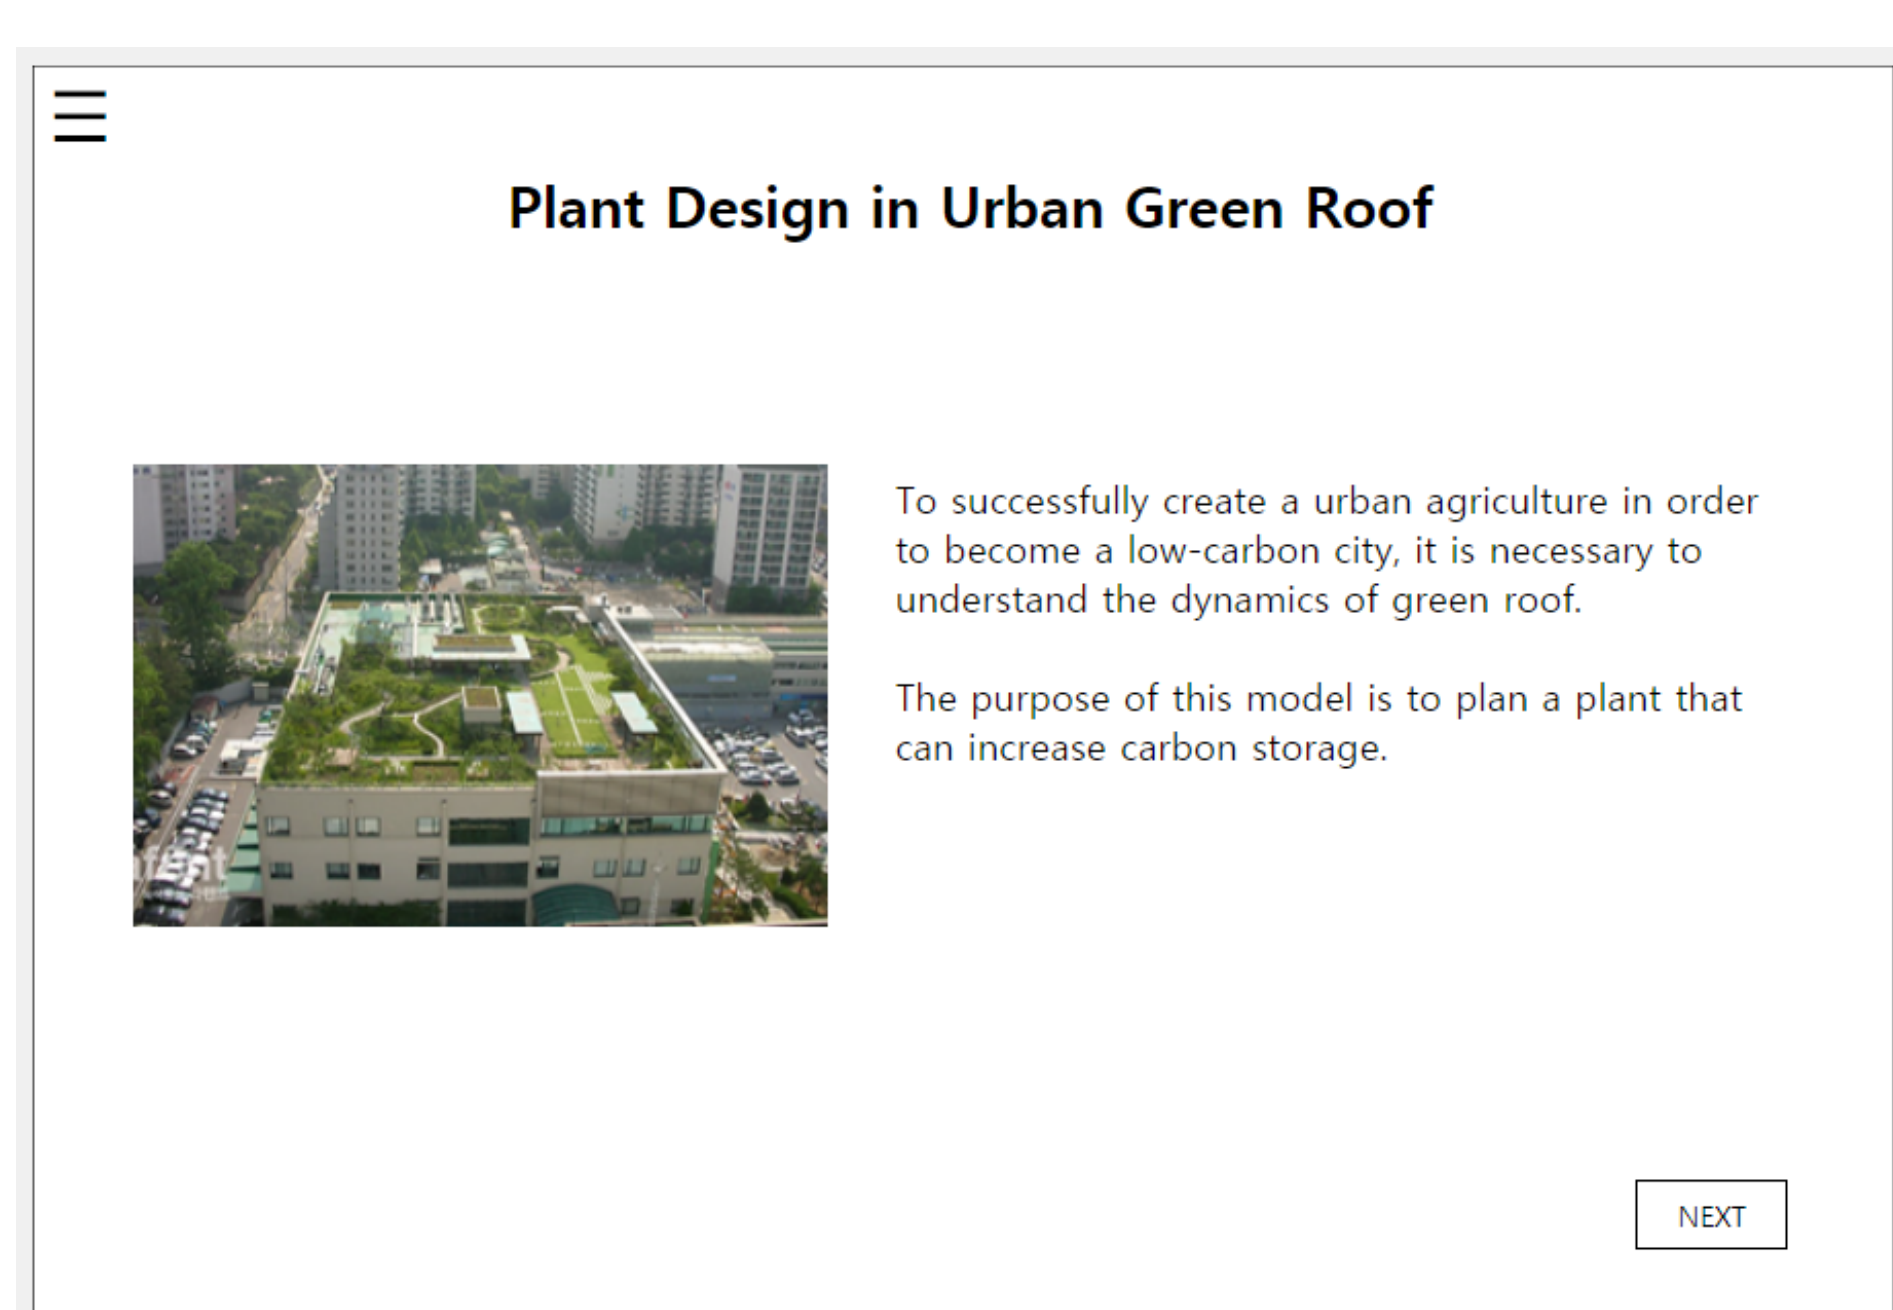 Plant Design in Urban Green Roof
To successfully create a urban agriculture in order
to become a low-carbon city, it is necessary to
understand the dynamics of green roof.
The purpose of this model is to plan a plant that
can increase carbon storage.
NEXT